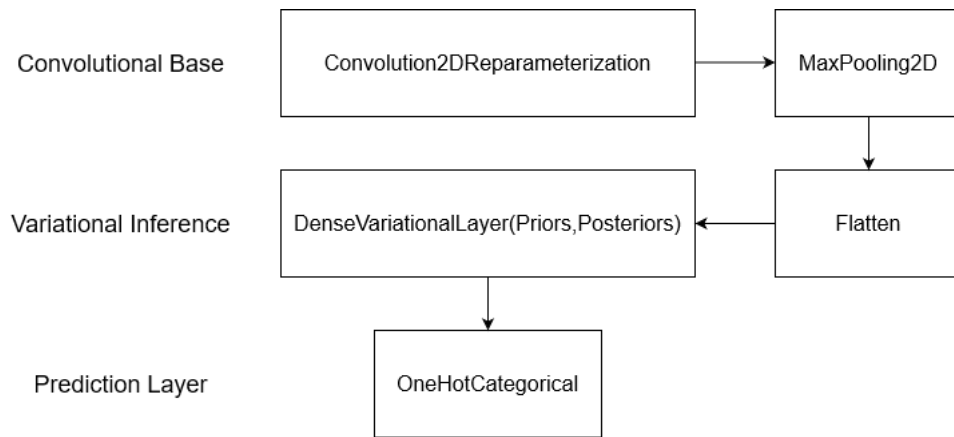 Convolutional Base
Convolution2DReparameterization
MaxPooling2D
Variational Inference
DenseVariationalLayer(Priors,Posteriors)
Flatten
Prediction Layer
OneHotCategorical